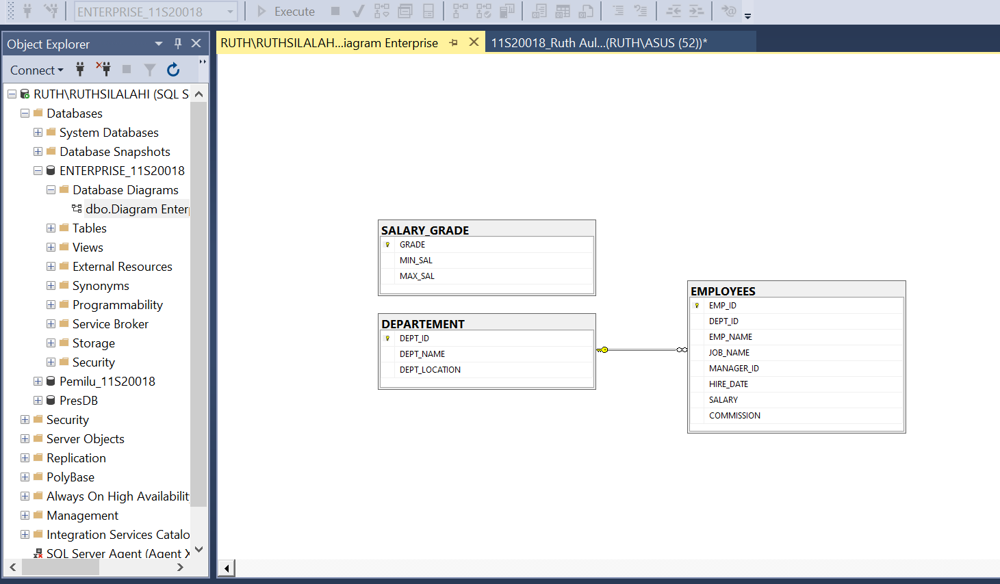 ENTERPRISE_11S20018
Execute
Object Explorer
Connect
RUTH\RUTHSILALAHI (SQL S
Databases
System Databases
Database Snapshots
ENTERPRISE_11S20018
Database Diagrams
dbo.Diagram Enter
Tables
Views
External Resources
Synonyms
Programmability
Service Broker
Storage
Security
Pemilu_11S20018
PresDB
Security
Server Objects
Replication
PolyBase
Always On High Availabilit
Management
Integration Services Catalo
SQL Server Agent (Agent X
RUTH\RUTHSILALAH...iagram Enterprise
11S20018_Ruth Aul...(RUTH\ASUS (52))*
SALARY_GRADE
GRADE
MIN_SAL
MAX_SAL
DEPARTEMENT
DEPT_ID
DEPT_NAME
DEPT_LOCATION
EMPLOYEES
EMP_ID
DEPT_ID
EMP_NAME
JOB_NAME
MANAGER_ID
HIRE_DATE
SALARY
COMMISSION